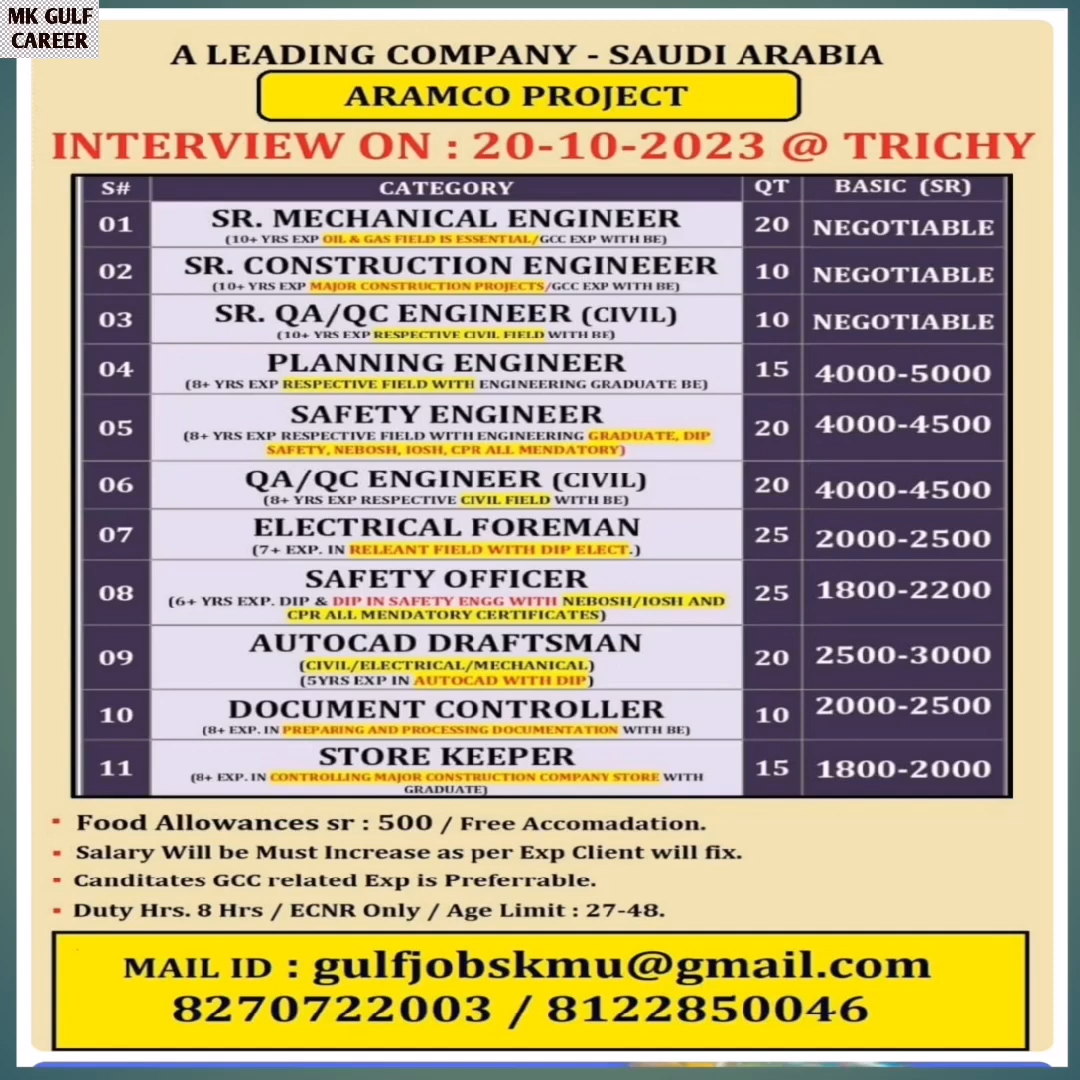 MK GULF
CAREER
A LEADING COMPANY - SAUDI ARABIA
ARAMCO PROJECT
INTERVIEW ON : 20-10-2023 @ TRICHY
S# CATEGORY QT BASIC (SR)
01 SR. MECHANICAL ENGINEER 20 NEGOTIABLE
(10+ YRS EXP OIL & GAS FIELD IS ESSENTIAL/GCC EXP WITH BE)
02 SR. CONSTRUCTION ENGINEEER 10 NEGOTIABLE
(10+ YRS EXP MAJOR CONSTRUCTION PROJECTS/GCC EXP WITH BE)
03 SR. QA/QC ENGINEER (CIVIL) 10 NEGOTIABLE
(10+ YRS EXP RESPECTIVE CIVIL FIELD WITH BE)
04 PLANNING ENGINEER 15 4000-5000
(8+ YRS EXP RESPECTIVE FIELD WITH ENGINEERING GRADUATE BE)
05 SAFETY ENGINEER 20 4000-4500
(8+ YRS EXP RESPECTIVE FIELD WITH ENGINEERING GRADUATE, DIP
SAFETY, NEBOSH, IOSH, CPR ALL MENDATORY)
06 QA/QC ENGINEER (CIVIL) 20 4000-4500
(8+ YRS EXP RESPECTIVE CIVIL FIELD WITH BE)
07 ELECTRICAL FOREMAN 25 2000-2500
(7+ EXP. IN RELEANT FIELD WITH DIP ELECT.)
08 SAFETY OFFICER 25 1800-2200
(6+ YRS EXP. DIP & DIP IN SAFETY ENGG WITH NEBOSH/IOSH AND
CPR ALL MENDATORY CERTIFICATES)
09 AUTOCAD DRAFTSMAN 20 2500-3000
(CIVIL/ELECTRICAL/MECHANICAL)
(5YRS EXP IN AUTOCAD WITH DIP)
10 DOCUMENT CONTROLLER 10 2000-2500
(8+ EXP. IN PREPARING AND PROCESSING DOCUMENTATION WITH BE)
11 STORE KEEPER 15 1800-2000
(8+ EXP. IN CONTROLLING MAJOR CONSTRUCTION COMPANY STORE WITH
GRADUATE)
▪ Food Allowances sr : 500 / Free Accomadation.
▪ Salary Will be Must Increase as per Exp Client will fix.
▪ Canditates GCC related Exp is Preferrable.
▪ Duty Hrs. 8 Hrs / ECNR Only / Age Limit : 27-48.
MAIL ID : gulfjobskmu@gmail.com
8270722003 / 8122850046